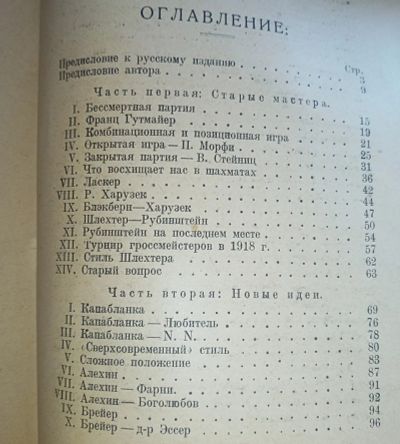 ОГЛАВЛЕНИЕ:
Стр.
Предисловие к русскому изданию 3
Предисловие автора 9
Часть первая: Старые мастера.
I. Бессмертная партия 15
II. Франц Гутмайер 19
III. Комбинационная и позиционная игра 21
IV. Открытая игра — П. Морфи 25
V. Закрытая партия — В. Стейниц 31
VI. Что восхищает нас в шахматах 36
VII. Ласкер 42
VIII. Р. Харузек 44
IX. Блэкберн—Харузек 47
X. Шлехтер—Рубинштейн 50
XI. Рубинштейн на последнем месте 54
XII. Турнир гроссмейстеров в 1918 г. 57
XIII. Стиль Шлехтера 62
XIV. Старый вопрос 63
Часть вторая: Новые идеи.
I. Капабланка 69
II. Капабланка — Любитель 76
III. Капабланка — N. N. 78
IV. «Сверхсовременный» стиль 80
V. Сложное положение 83
VI. Алехин 87
VII. Алехин — Фарни. 91
VIII. Алехин — Боголюбов 92
IX. Брейер 94
X. Брейер — д-р Эссер 96